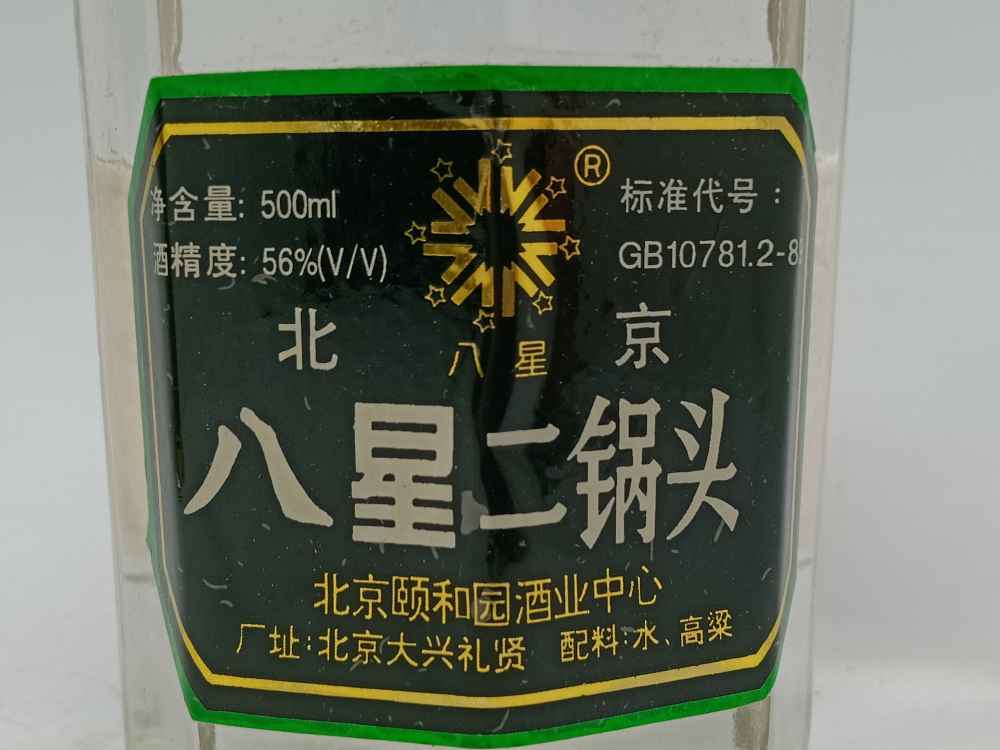 净含量: 500ml
酒精度: 56%(V/V)
®
标准代号:
GB10781.2-8
北京
八星
八星二锅头
北京颐和园酒业中心
厂址:北京大兴礼贤 配料:水、高粱